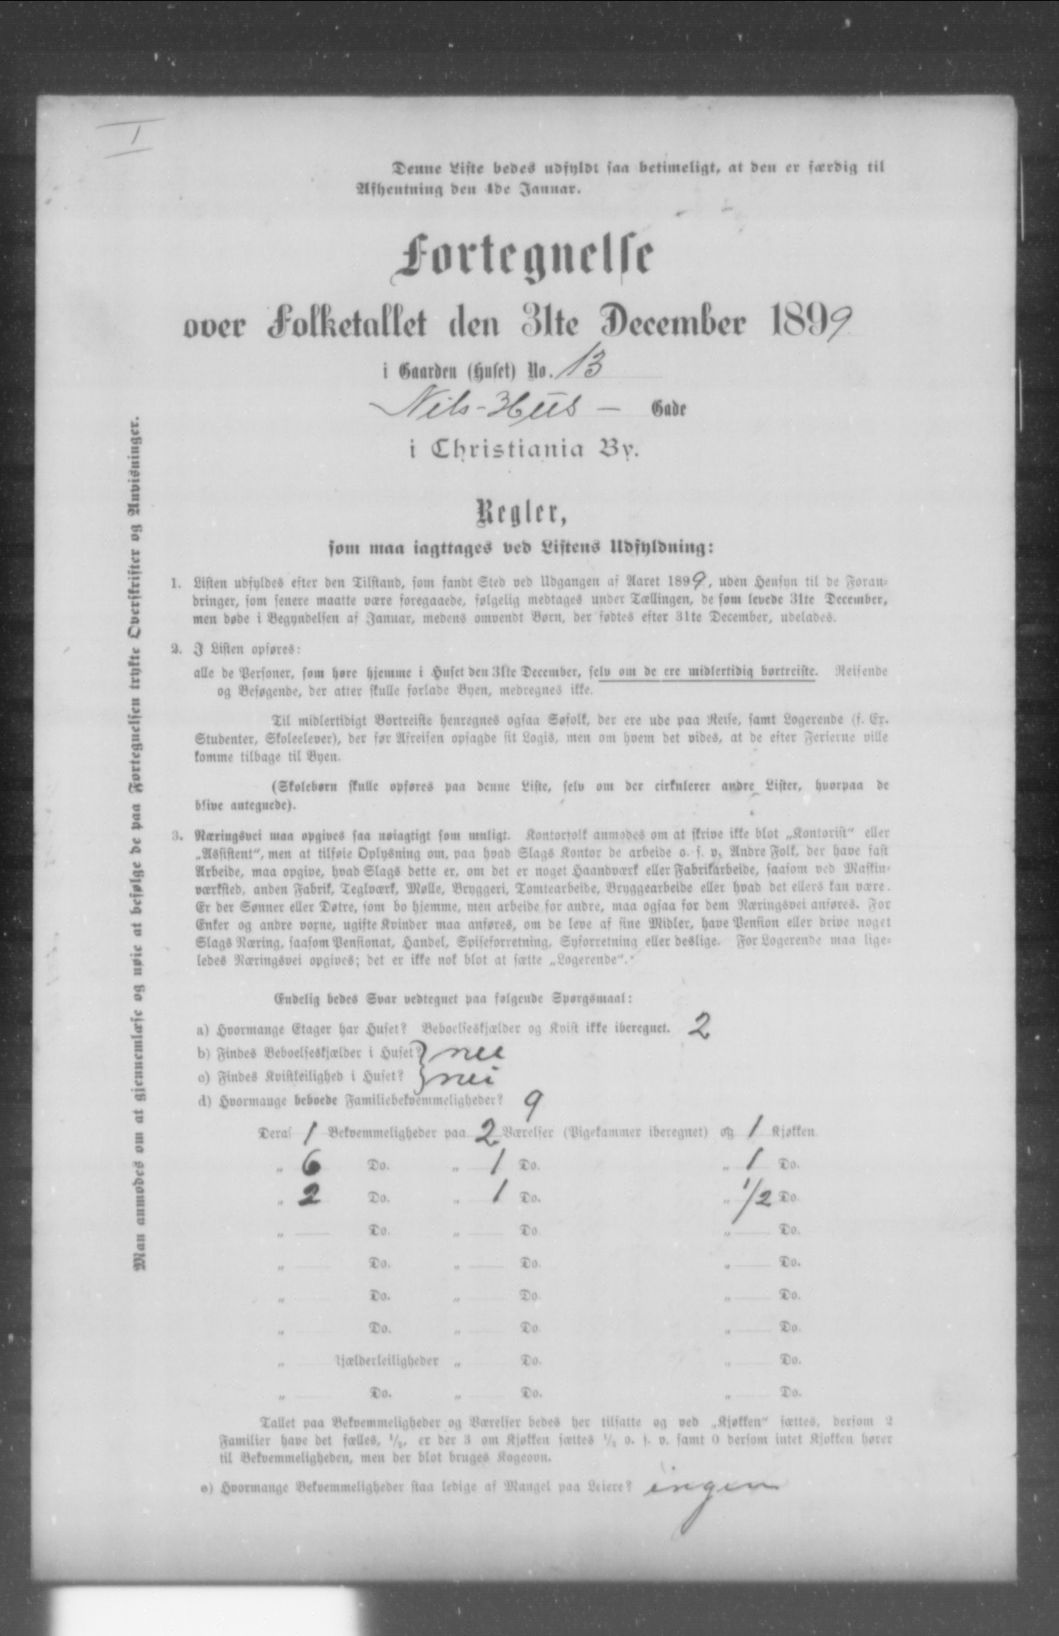 I
Denne Liste bedes udfyldt saa betimeligt, at den er færdig til
Afhentning den 4de Januar.
Fortegnelse
over Folketallet den 31te December 1899
i Gaarden (Huset) No. 13
Nils-Hus- Gade
i Christiania By.
Regler,
som maa iagttages ved Listens Udfyldning:
1. Listen udfyldes efter den Tilstand, som fandt Sted ved Udgangen af Aaret 1899, uden Hensyn til de Foran-
dringer, som senere maatte være foregaaede, følgelig medtages under Tællingen, de som levede 31te December,
men døde i Begyndelsen af Januar, medens omvendt Børn, der fødtes efter 31te December, udelades.
2. I Listen opføres:
alle de Personer, som høre hjemme i Huset den 31te December, selv om de ere midlertidig bortreiste. Reisende
og Besøgende, der atter skulle forlade Byen, medregnes ikke.
Til midlertidigt Bortreiste henregnes ogsaa Søfolk, der ere ude paa Reise, samt Logerende (f. Ex.
Studenter, Skoleelever), der før Afreisen opsagde sit Logis, men om hvem det vides, at de efter Ferierne ville
komme tilbage til Byen.
(Skolebørn skulle opføres paa denne Liste, selv om der cirkulerer andre Lister, hvorpaa de
blive antegnede).
3. Næringsvei maa opgives saa nøiagtigt som muligt. Kontorfolk anmodes om at skrive ikke blot „Kontorist“ eller
„Assistent“, men at tilføie Oplysning om, paa hvad Slags Kontor de arbeide o. s. v. Andre Folk, der have fast
Arbeide, maa opgive, hvad Slags dette er, om det er noget Haandværk eller Fabrikarbeide, saasom ved Maskin-
værksted, anden Fabrik, Teglværk, Mølle, Bryggeri, Tomtearbeide, Bryggearbeide eller hvad det ellers kan være.
Er der Sønner eller Døtre, som bo hjemme, men arbeide for andre, maa ogsaa for dem Næringsvei anføres. For
Enker og andre voxne, ugifte Kvinder maa anføres, om de leve af sine Midler, have Pension eller drive noget
Slags Næring, saasom Pensionat, Handel, Spiseforretning, Syforretning eller deslige. For Logerende maa lige-
ledes Næringsvei opgives; det er ikke nok blot at sætte „Logerende“.
Endelig bedes Svar vedtegnet paa følgende Spørgsmaal:
a) Hvormange Etager har Huset? Beboelseskjælder og Kvist ikke iberegnet. 2
b) Findes Beboelseskjælder i Huset? nei
c) Findes Kvistleilighed i Huset? nei
d) Hvormange beboede Familiebekvemmeligheder? 9
Deraf 1 Bekvemmeligheder paa 2 Værelser (Pigekammer iberegnet) og 1 Kjøkken
„ 6 Do. „ 1 Do. „ 1 Do.
„ 2 Do. „ 1 Do. „ 1/2 Do.
„ Do. „ Do. „ Do.
„ Do. „ Do. „ Do.
„ Do. „ Do. „ Do.
„ Do. „ Do. „ Do.
„ Kjælderleiligheder „ Do. „ Do.
„ Do. „ Do. „ Do.
Tallet paa Bekvemmeligheder og Værelser bedes her tilsatte og ved „Kjøkken“ sættes, dersom 2
Familier have det fælles, 1/2, er der 3 om Kjøkken sættes 1/3 o. s. v. samt 0 dersom intet Kjøkken hører
til Bekvemmeligheden, men der blot bruges Kogeovn.
e) Hvormange Bekvemmeligheder staa ledige af Mangel paa Leiere? ingen
Man anmodes om at gjennemlæse og nøie at befølge de paa Fortegnelsen trykte Overskrifter og Anvisninger.